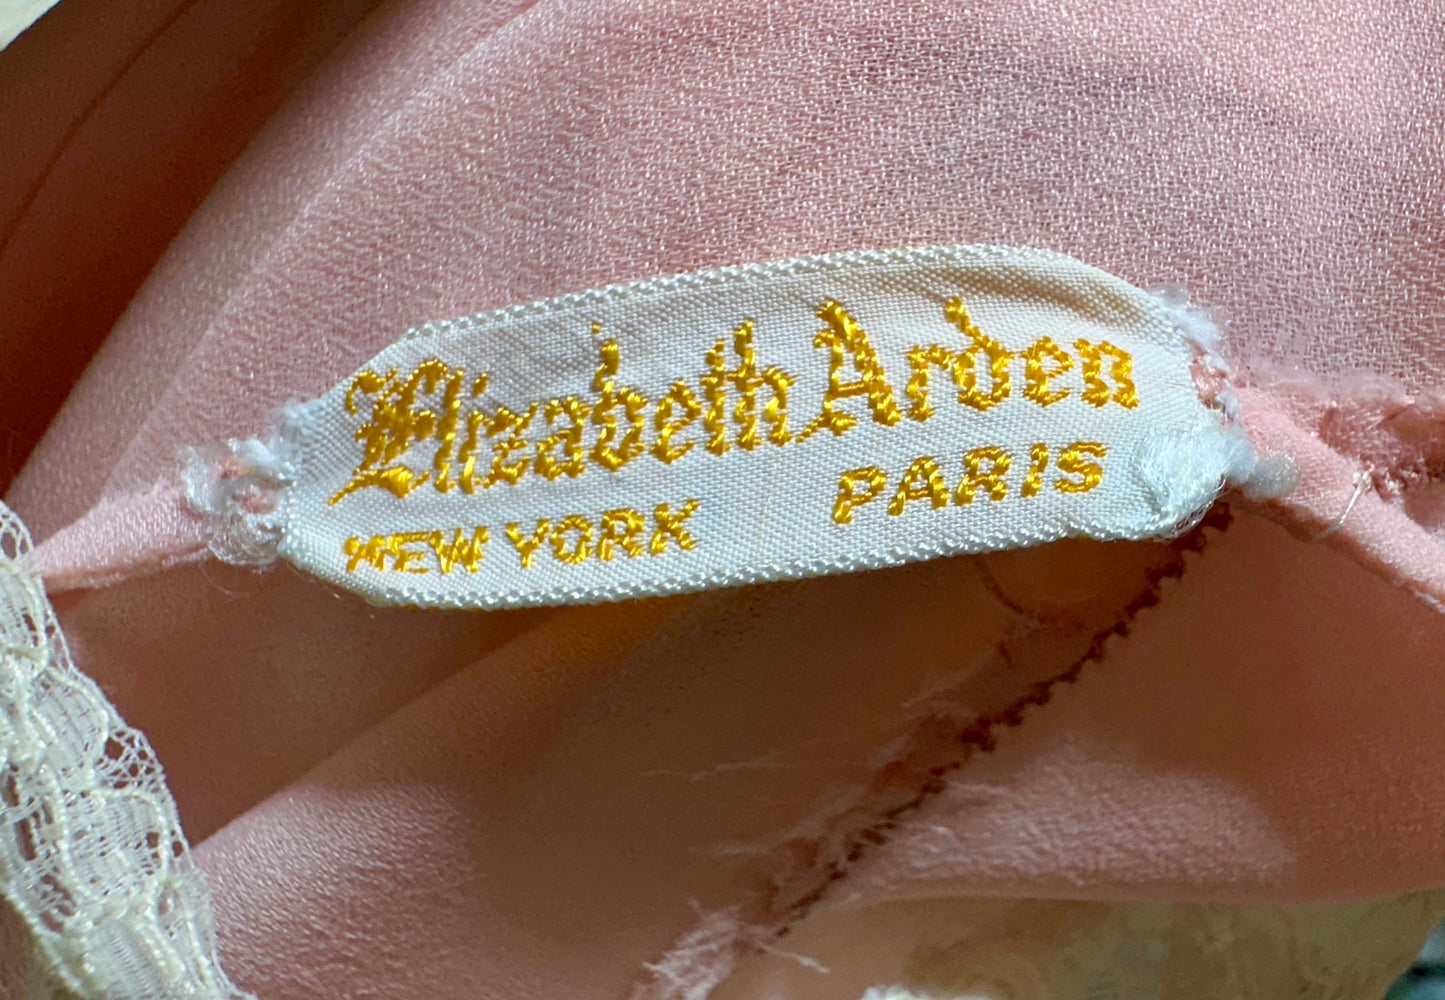 Elizabeth Arden
NEW YORK PARIS